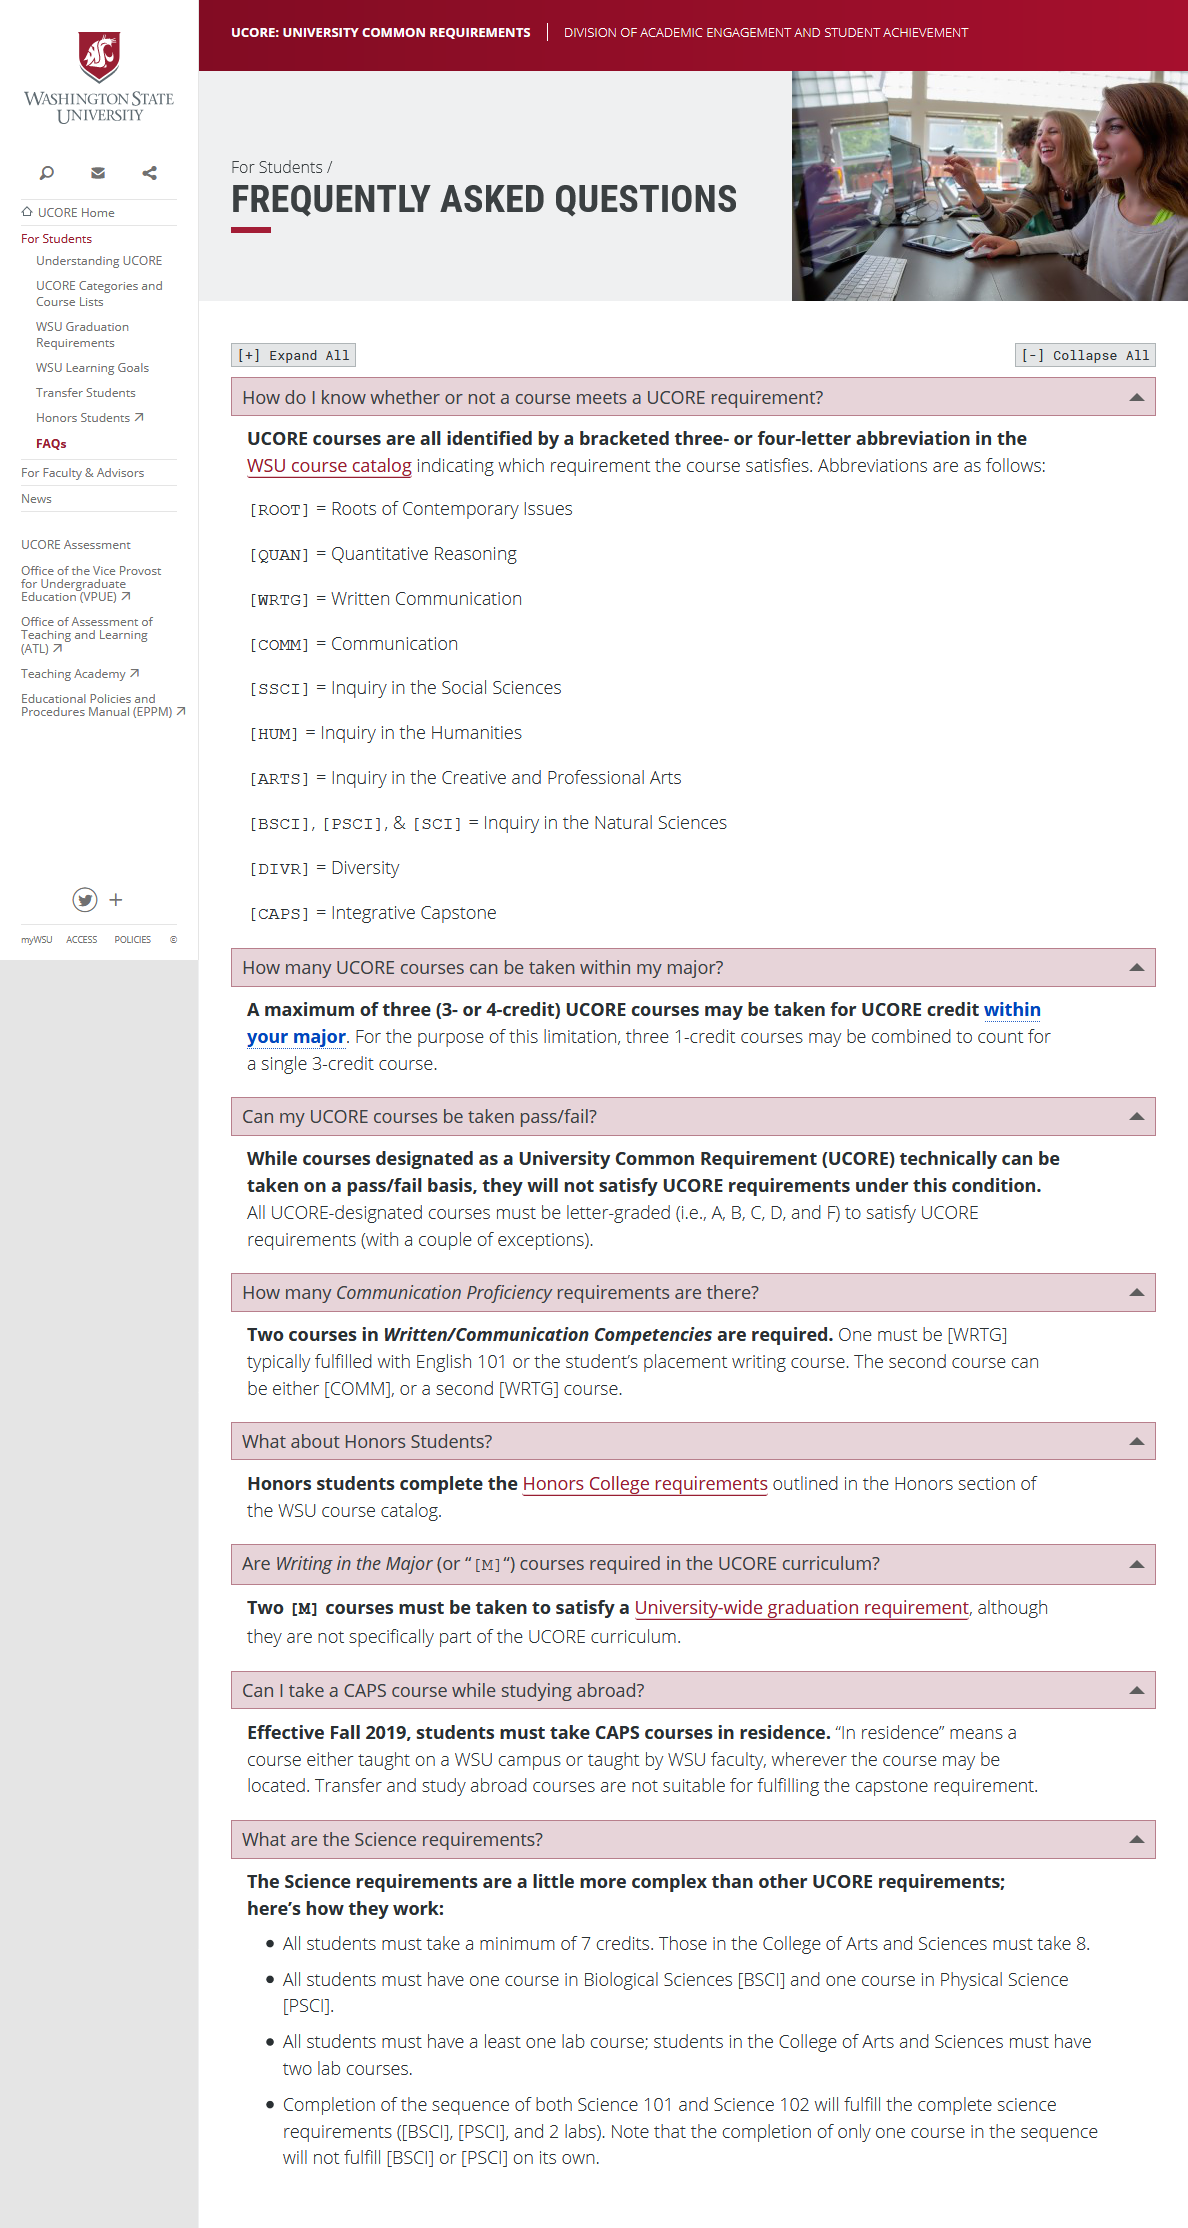 WASHINGTON STATE
UNIVERSITY
UCORE Home
For Students
Understanding UCORE
UCORE Categories and
Course Lists
WSU Graduation
Requirements
WSU Learning Goals
Transfer Students
Honors Students
FAQs
For Faculty & Advisors
News
UCORE Assessment
Office of the Vice Provost
for Undergraduate
Education (VPUE)
Office of Assessment of
Teaching and Learning
(ATL)
Teaching Academy
Educational Policies and
Procedures Manual (EPPM)
myWSU ACCESS POLICIES ©
UCORE: UNIVERSITY COMMON REQUIREMENTS | DIVISION OF ACADEMIC ENGAGEMENT AND STUDENT ACHIEVEMENT
For Students /
FREQUENTLY ASKED QUESTIONS
[+] Expand All [-] Collapse All
How do I know whether or not a course meets a UCORE requirement?
UCORE courses are all identified by a bracketed three- or four-letter abbreviation in the
WSU course catalog indicating which requirement the course satisfies. Abbreviations are as follows:
[ROOT] = Roots of Contemporary Issues
[QUAN] = Quantitative Reasoning
[WRTG] = Written Communication
[COMM] = Communication
[SSCI] = Inquiry in the Social Sciences
[HUM] = Inquiry in the Humanities
[ARTS] = Inquiry in the Creative and Professional Arts
[BSCI], [PSCI], & [SCI] = Inquiry in the Natural Sciences
[DIVR] = Diversity
[CAPS] = Integrative Capstone
How many UCORE courses can be taken within my major?
A maximum of three (3- or 4-credit) UCORE courses may be taken for UCORE credit within
your major. For the purpose of this limitation, three 1-credit courses may be combined to count for
a single 3-credit course.
Can my UCORE courses be taken pass/fail?
While courses designated as a University Common Requirement (UCORE) technically can be
taken on a pass/fail basis, they will not satisfy UCORE requirements under this condition.
All UCORE-designated courses must be letter-graded (i.e., A, B, C, D, and F) to satisfy UCORE
requirements (with a couple of exceptions).
How many Communication Proficiency requirements are there?
Two courses in Written/Communication Competencies are required. One must be [WRTG]
typically fulfilled with English 101 or the student’s placement writing course. The second course can
be either [COMM], or a second [WRTG] course.
What about Honors Students?
Honors students complete the Honors College requirements outlined in the Honors section of
the WSU course catalog.
Are Writing in the Major (or “[M]“) courses required in the UCORE curriculum?
Two [M] courses must be taken to satisfy a University-wide graduation requirement, although
they are not specifically part of the UCORE curriculum.
Can I take a CAPS course while studying abroad?
Effective Fall 2019, students must take CAPS courses in residence. “In residence” means a
course either taught on a WSU campus or taught by WSU faculty, wherever the course may be
located. Transfer and study abroad courses are not suitable for fulfilling the capstone requirement.
What are the Science requirements?
The Science requirements are a little more complex than other UCORE requirements;
here’s how they work:
• All students must take a minimum of 7 credits. Those in the College of Arts and Sciences must take 8.
• All students must have one course in Biological Sciences [BSCI] and one course in Physical Science
[PSCI].
• All students must have a least one lab course; students in the College of Arts and Sciences must have
two lab courses.
• Completion of the sequence of both Science 101 and Science 102 will fulfill the complete science
requirements ([BSCI], [PSCI], and 2 labs). Note that the completion of only one course in the sequence
will not fulfill [BSCI] or [PSCI] on its own.